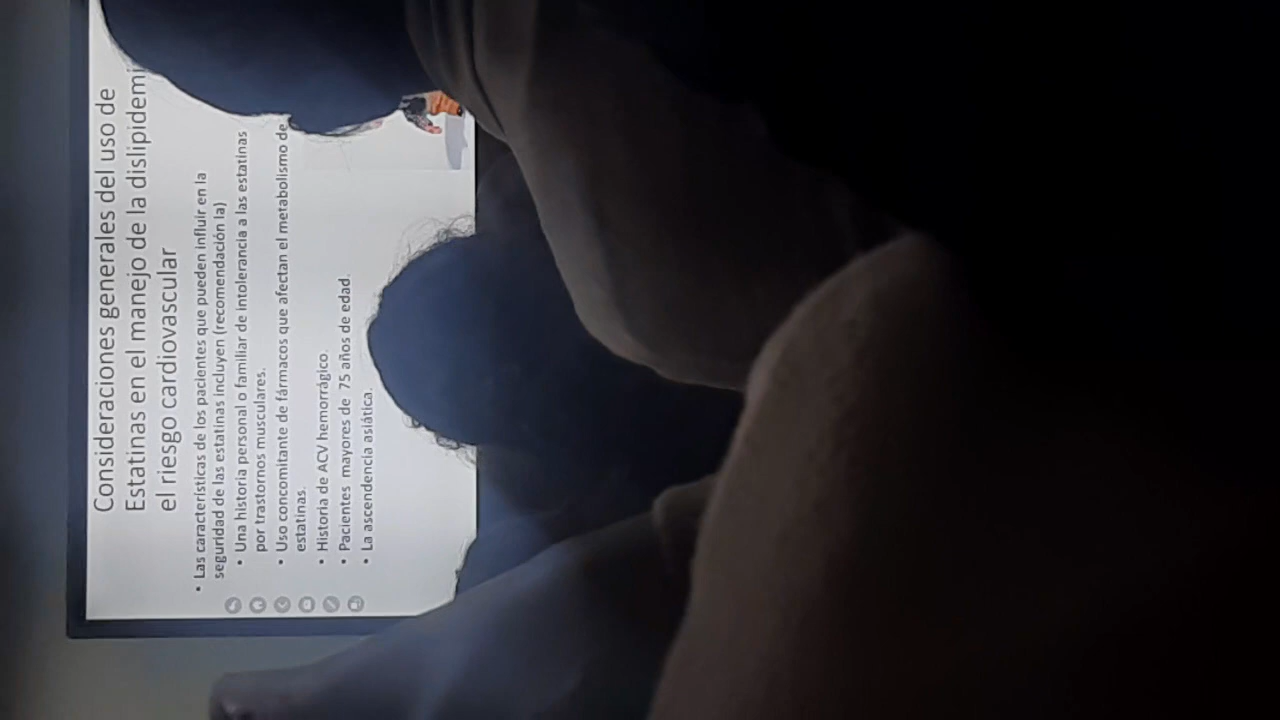 Consideraciones generales del uso de
Estatinas en el manejo de la dislipidemi
el riesgo cardiovascular
• Las características de los pacientes que pueden influir en la
seguridad de las estatinas incluyen (recomendación la)
• Una historia personal o familiar de intolerancia a las estatinas
por trastornos musculares.
• Uso concomitante de fármacos que afectan el metabolismo de
estatinas.
• Historia de ACV hemorrágico.
• Pacientes mayores de 75 años de edad.
• La ascendencia asiática.